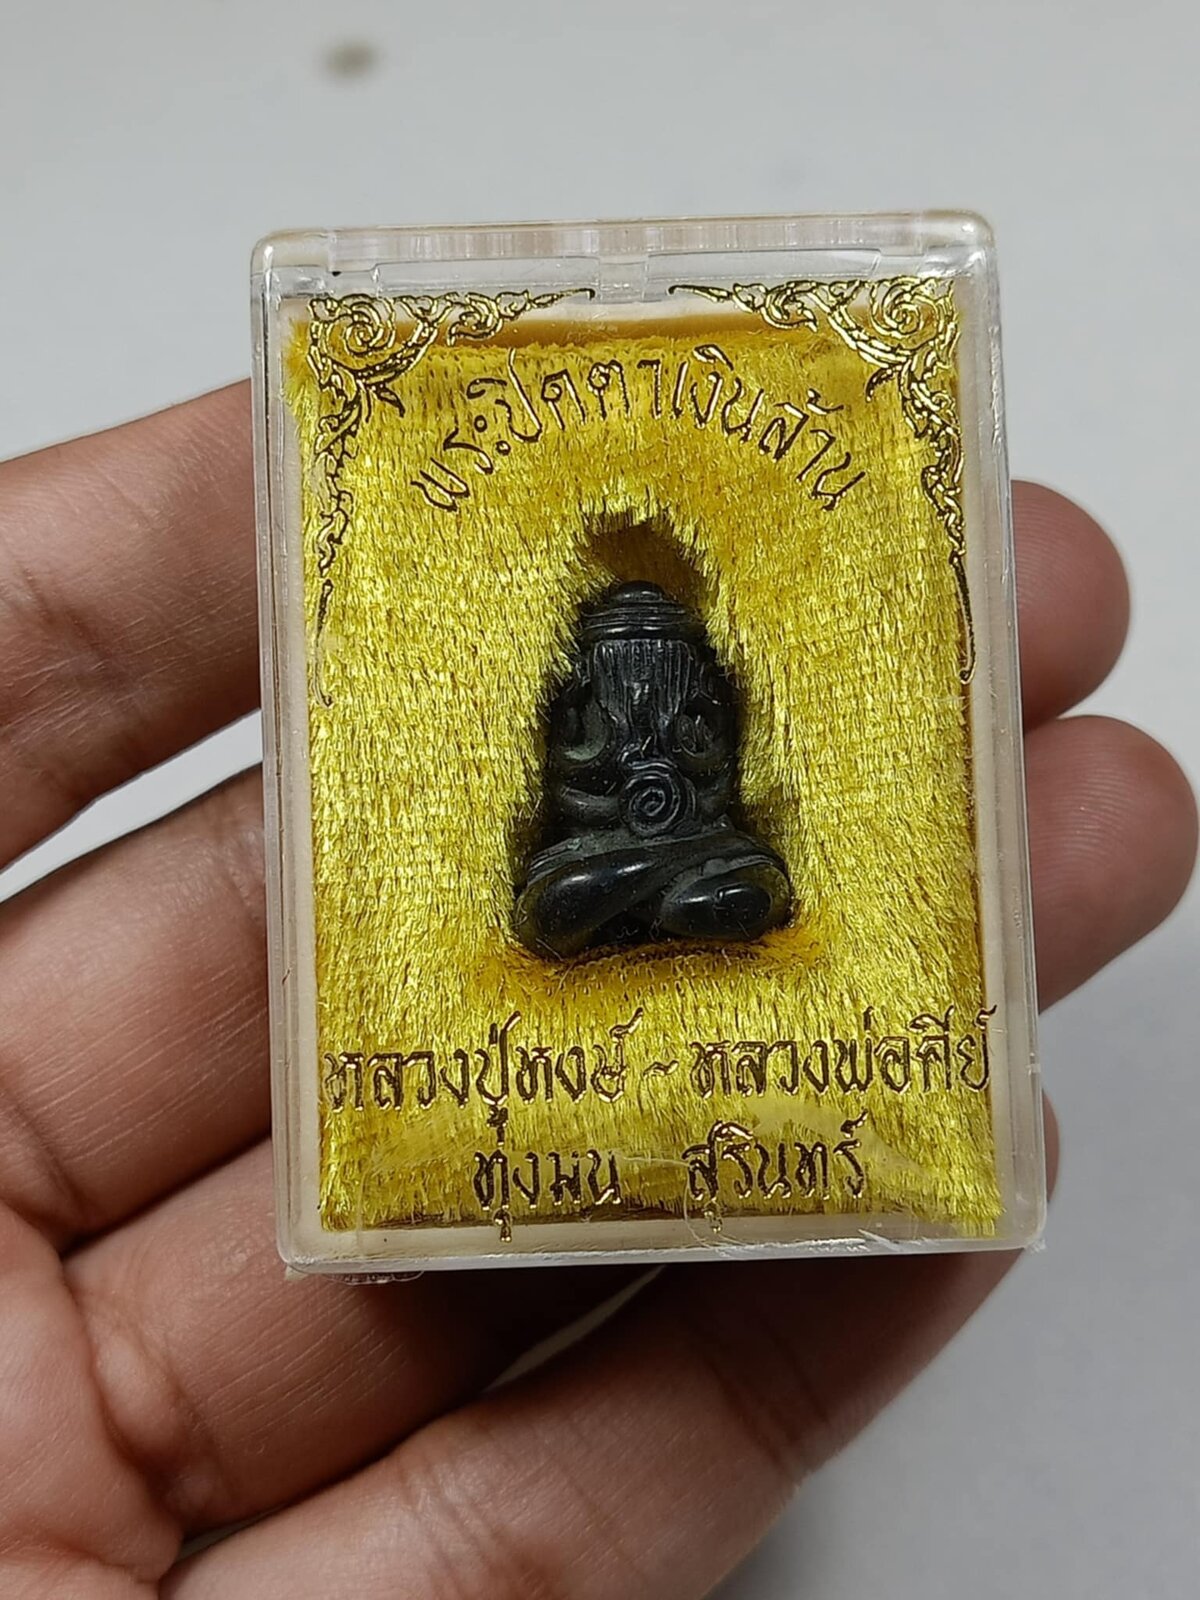 พระปิดตาเงินล้าน
หลวงปู่หงษ์ ~ หลวงพ่อศีย์
ทุ่งมน สุรินทร์